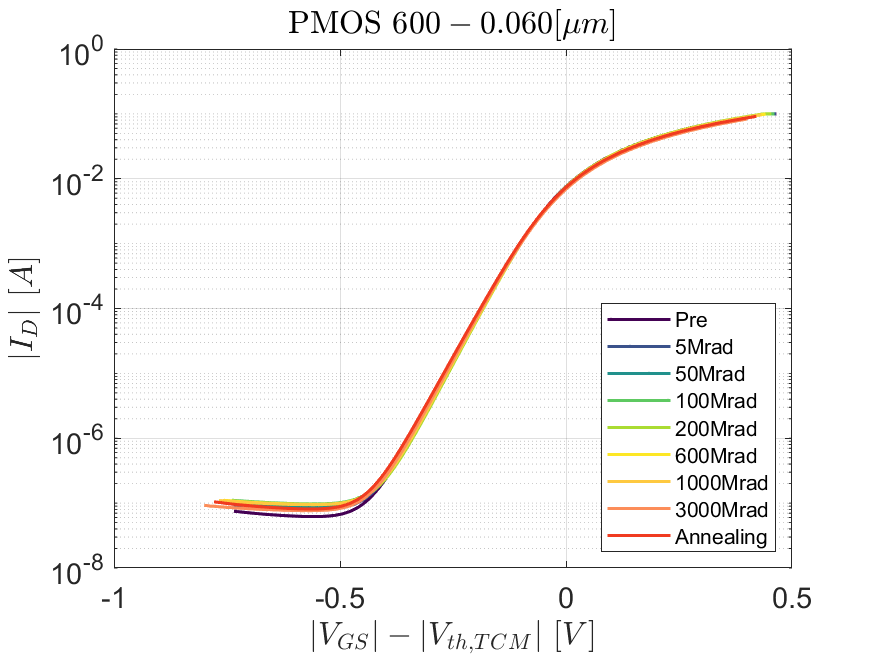 PMOS 600 − 0.060[μm]
10^0
10^-2
10^-4
10^-6
10^-8
|I_D| [A]
Pre
5Mrad
50Mrad
100Mrad
200Mrad
600Mrad
1000Mrad
3000Mrad
Annealing
-1
-0.5
0
0.5
|V_GS| − |V_th,TCM| [V]